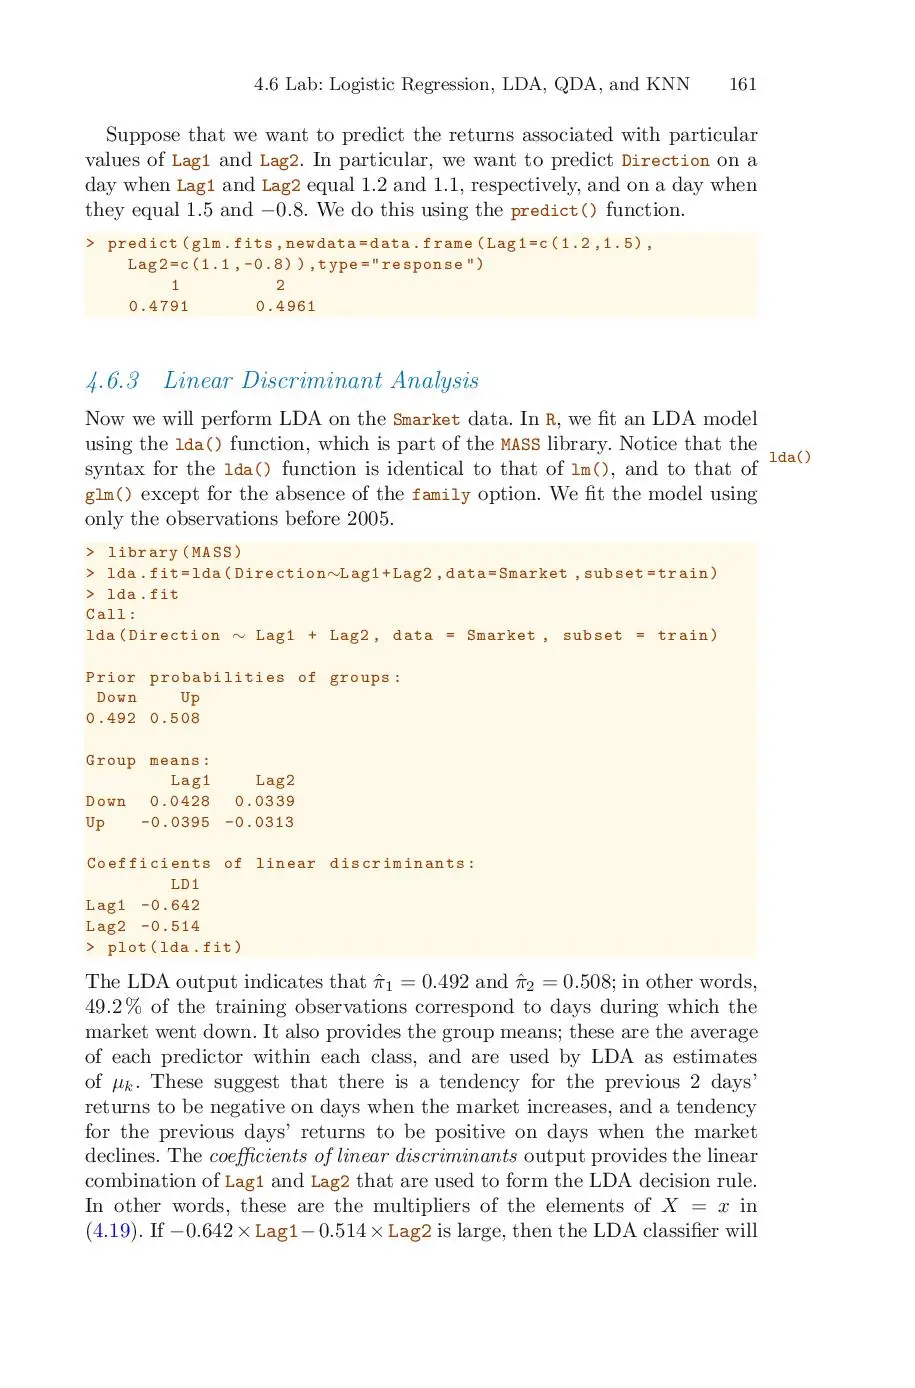 4.6 Lab: Logistic Regression, LDA, QDA, and KNN 161
Suppose that we want to predict the returns associated with particular
values of Lag1 and Lag2. In particular, we want to predict Direction on a
day when Lag1 and Lag2 equal 1.2 and 1.1, respectively, and on a day when
they equal 1.5 and −0.8. We do this using the predict() function.
> predict(glm.fits,newdata=data.frame(Lag1=c(1.2,1.5),
Lag2=c(1.1,-0.8)),type="response")
1 2
0.4791 0.4961
4.6.3 Linear Discriminant Analysis
Now we will perform LDA on the Smarket data. In R, we fit an LDA model
using the lda() function, which is part of the MASS library. Notice that the
lda()
syntax for the lda() function is identical to that of lm(), and to that of
glm() except for the absence of the family option. We fit the model using
only the observations before 2005.
> library(MASS)
> lda.fit=lda(Direction∼Lag1+Lag2,data=Smarket,subset=train)
> lda.fit
Call:
lda(Direction ∼ Lag1 + Lag2, data = Smarket, subset = train)
Prior probabilities of groups:
Down Up
0.492 0.508
Group means:
Lag1 Lag2
Down 0.0428 0.0339
Up -0.0395 -0.0313
Coefficients of linear discriminants:
LD1
Lag1 -0.642
Lag2 -0.514
> plot(lda.fit)
The LDA output indicates that π̂₁ = 0.492 and π̂₂ = 0.508; in other words,
49.2 % of the training observations correspond to days during which the
market went down. It also provides the group means; these are the average
of each predictor within each class, and are used by LDA as estimates
of μₖ. These suggest that there is a tendency for the previous 2 days’
returns to be negative on days when the market increases, and a tendency
for the previous days’ returns to be positive on days when the market
declines. The coefficients of linear discriminants output provides the linear
combination of Lag1 and Lag2 that are used to form the LDA decision rule.
In other words, these are the multipliers of the elements of X = x in
(4.19). If −0.642×Lag1−0.514×Lag2 is large, then the LDA classifier will